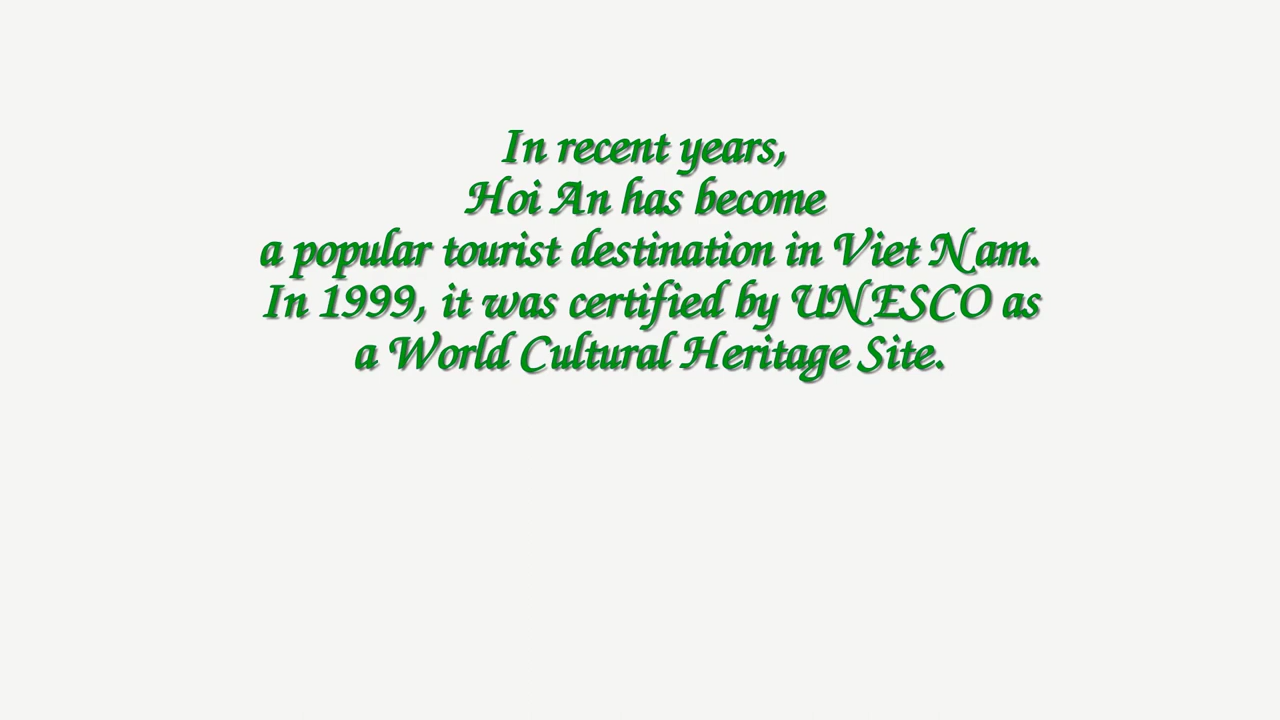 In recent years,
Hoi An has become
a popular tourist destination in Viet Nam.
In 1999, it was certified by UNESCO as
a World Cultural Heritage Site.